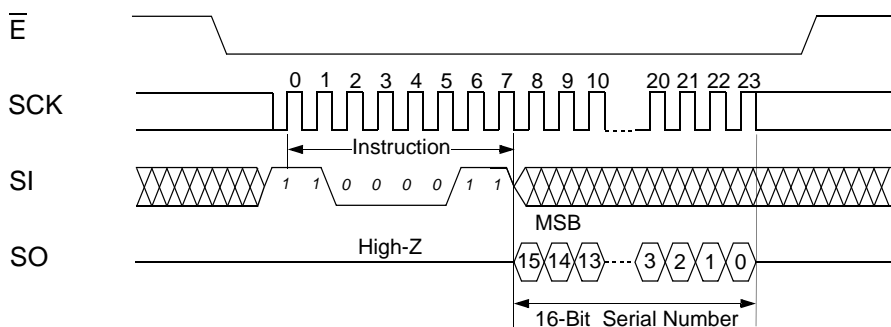 E
SCK
0 1 2 3 4 5 6 7 8 9 10 20 21 22 23
Instruction
SI
1 1 0 0 0 0 1 1
MSB
SO
High-Z
15 14 13 3 2 1 0
16-Bit Serial Number